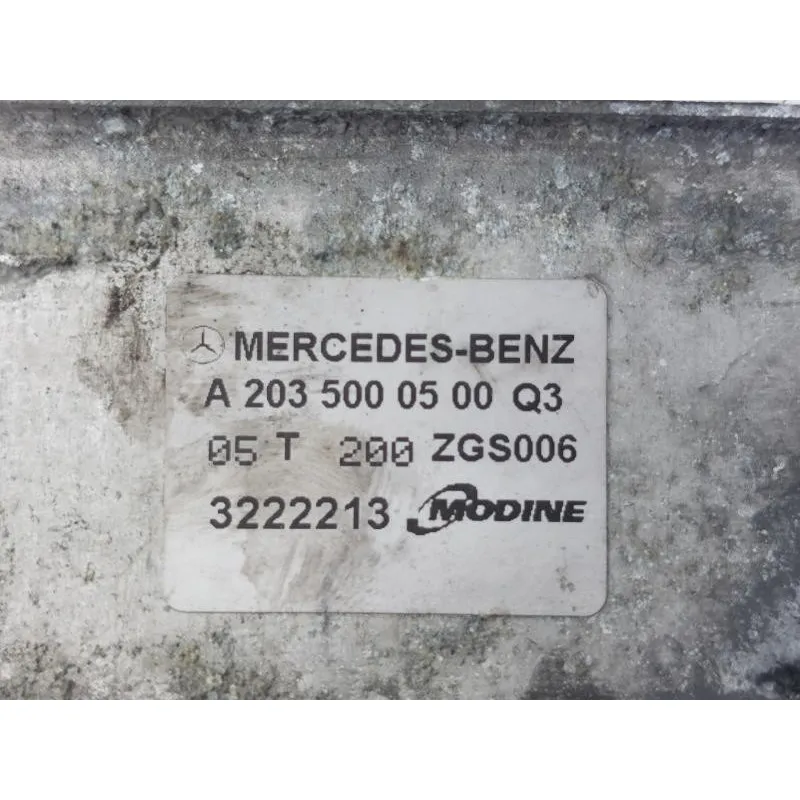 MERCEDES-BENZ
A 203 500 05 00 Q3
05 T 200 ZGS006
3222213 MODINE